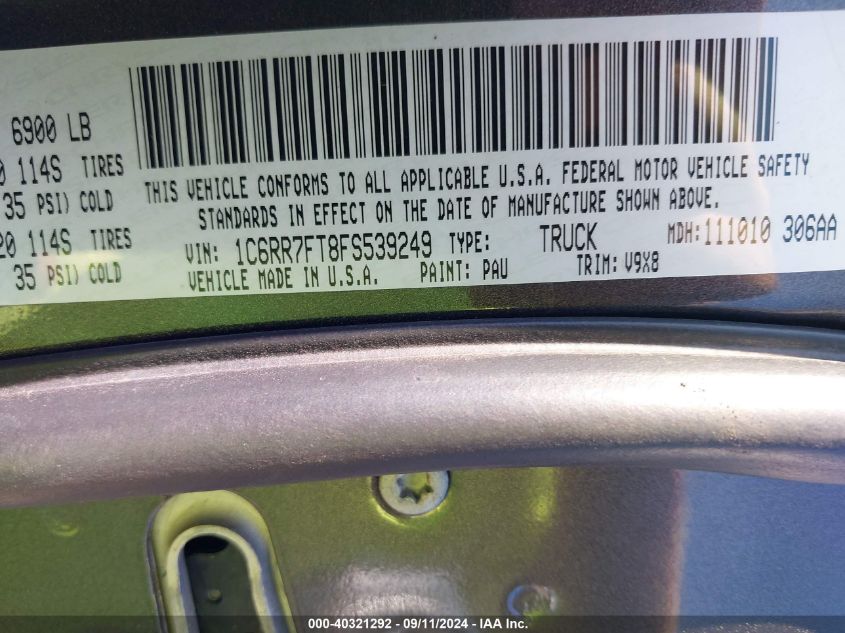 6900 LB
114S TIRES
35 PSI) COLD
20 114S TIRES
35 PSI) COLD
THIS VEHICLE CONFORMS TO ALL APPLICABLE U.S.A. FEDERAL MOTOR VEHICLE SAFETY
STANDARDS IN EFFECT ON THE DATE OF MANUFACTURE SHOWN ABOVE.
VIN: 1C6RR7FT8FS539249 TYPE: TRUCK MDH:111010 306AA
VEHICLE MADE IN U.S.A. PAINT: PAU TRIM: V9X8
000-40321292 - 09/11/2024 - IAA Inc.